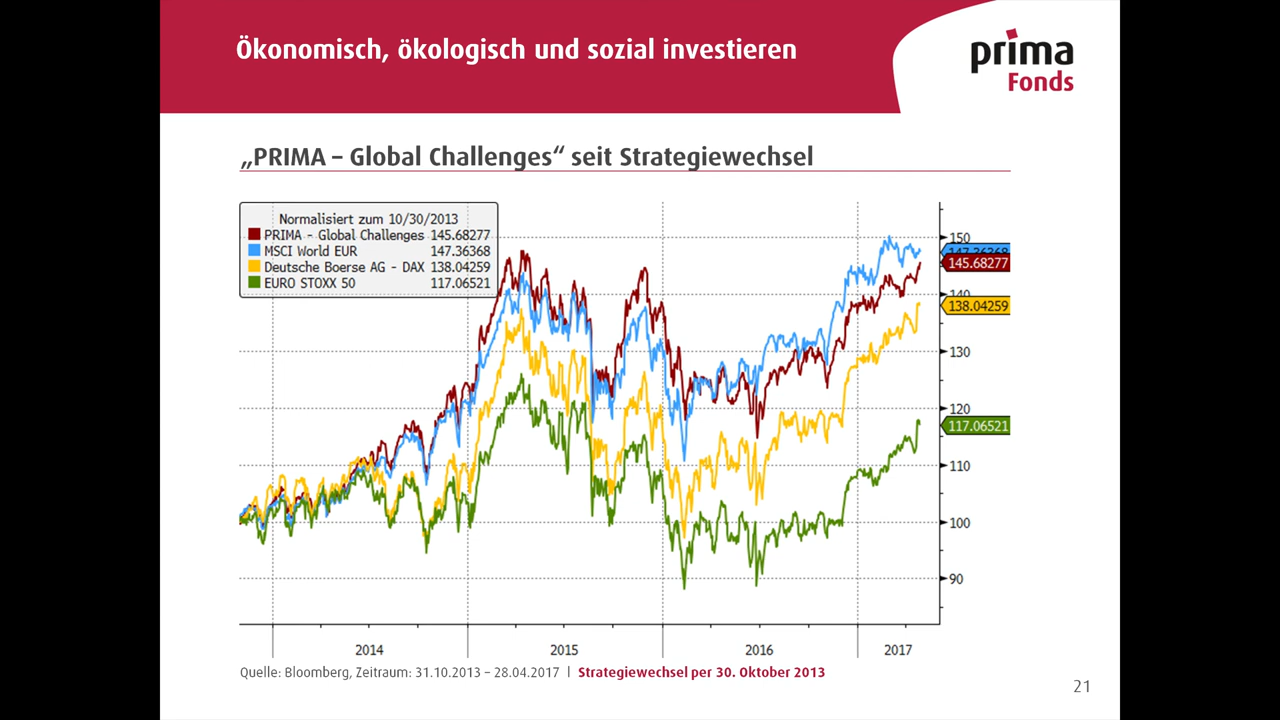 Ökonomisch, ökologisch und sozial investieren
prima
Fonds
„PRIMA – Global Challenges“ seit Strategiewechsel
Normalisiert zum 10/30/2013
PRIMA - Global Challenges 145.68277
MSCI World EUR 147.36368
Deutsche Boerse AG - DAX 138.04259
EURO STOXX 50 117.06521
150
147.36368
145.68277
140
138.04259
130
120
117.06521
110
100
90
2014 2015 2016 2017
Quelle: Bloomberg, Zeitraum: 31.10.2013 – 28.04.2017 | Strategiewechsel per 30. Oktober 2013
21